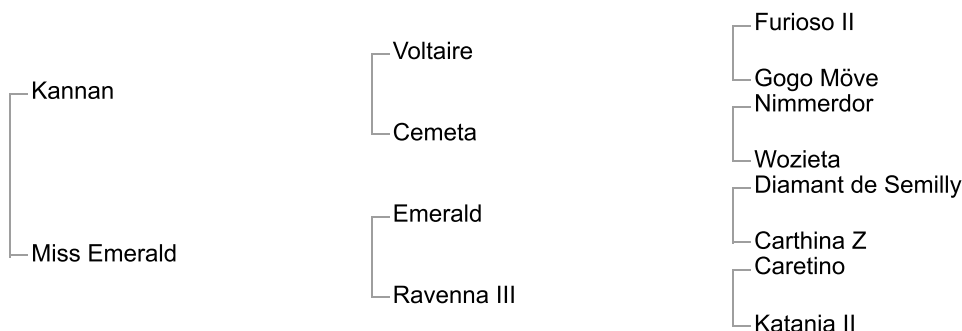 Furioso II
Voltaire
Gogo Möve
Kannan
Nimmerdor
Cemeta
Wozieta
Diamant de Semilly
Emerald
Carthina Z
Miss Emerald
Caretino
Ravenna III
Katanja II